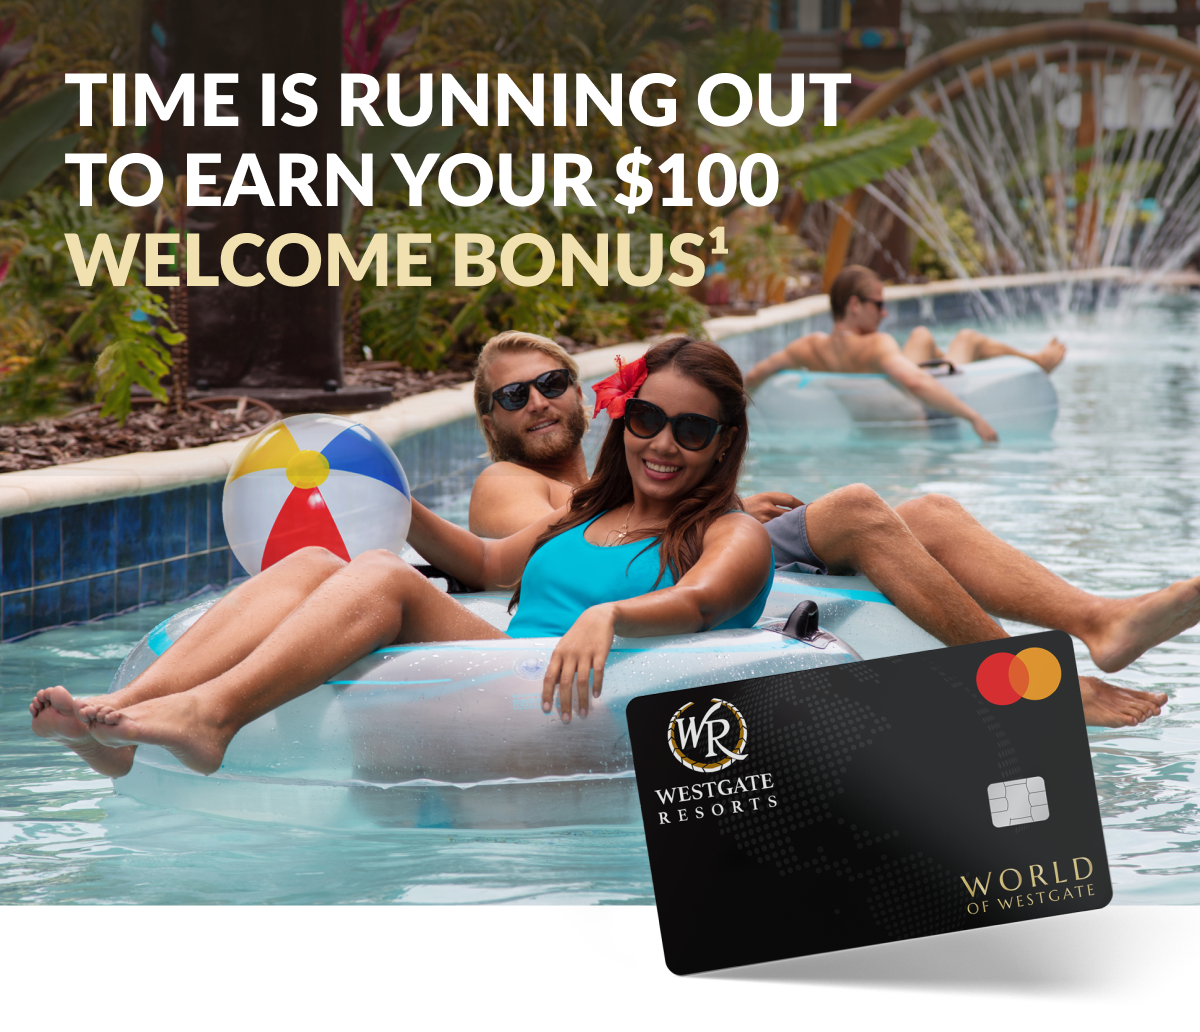 TIME IS RUNNING OUT
TO EARN YOUR $100
WELCOME BONUS¹
WR
WESTGATE
RESORTS
WORLD
OF WESTGATE